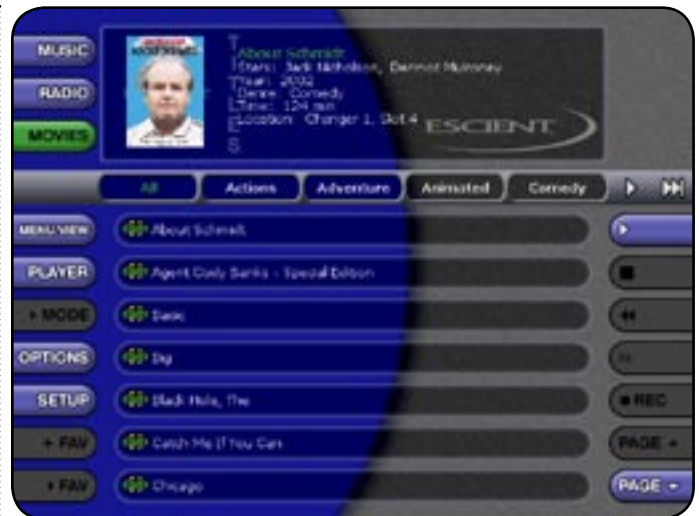 MUSIC
RADIO
MOVIES
TITLES
About Schmidt
Stars: Jack Nicholson, Dermot Mulroney
Year: 2002
Genre: Comedy
Time: 124 min
Location: Changer 1, Slot 4
ESCIENT
All
Actions
Adventure
Animated
Comedy
MENU/VIEW
About Schmidt
PLAYER
Agent Cody Banks - Special Edition
MODE
Basic
OPTIONS
Big
SETUP
Black Hole, The
REC
+ FAV
Catch Me If You Can
PAGE
FAV
Chicago
PAGE